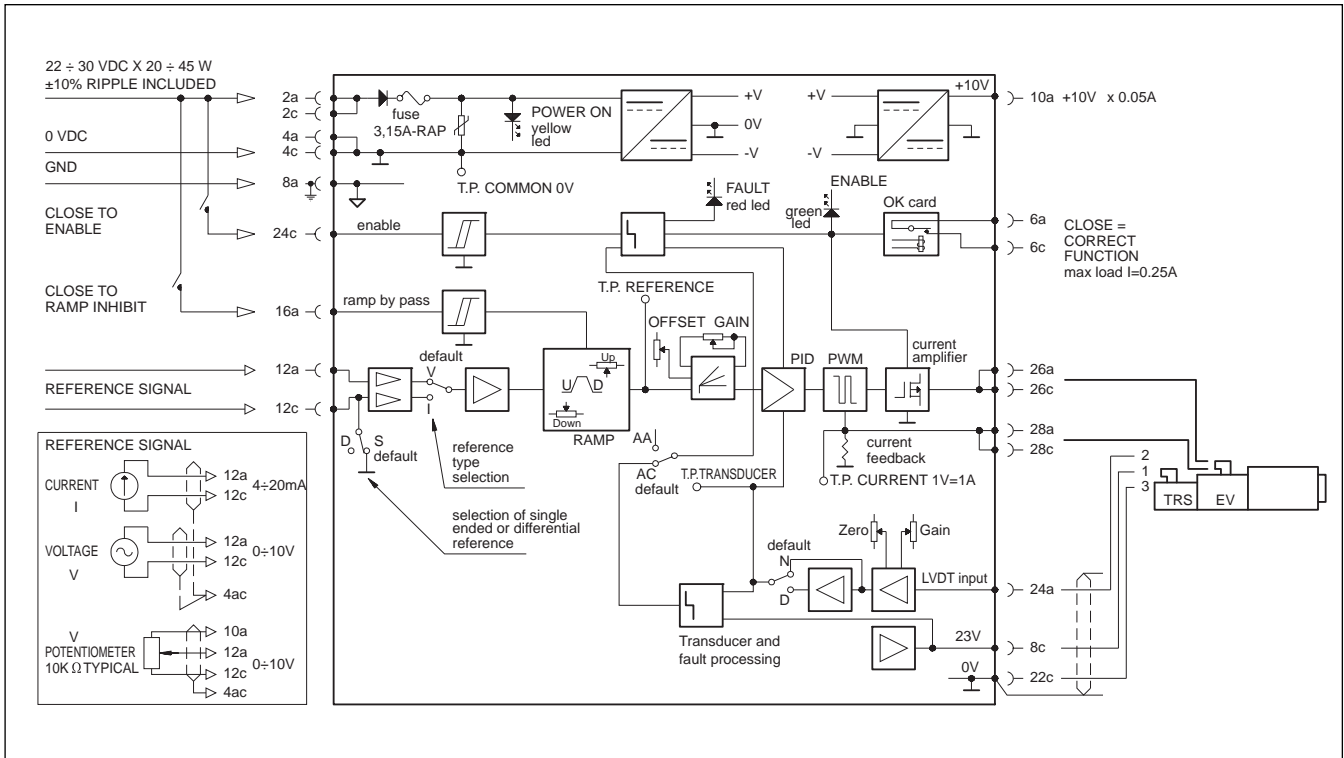 22 ÷ 30 VDC X 20 ÷ 45 W
±10% RIPPLE INCLUDED
0 VDC
GND
CLOSE TO
ENABLE
CLOSE TO
RAMP INHIBIT
REFERENCE SIGNAL
2a
2c
4a
4c
8a
24c
16a
12a
12c
fuse
3,15A-RAP
POWER ON
yellow
led
T.P. COMMON 0V
+V
0V
-V
+V
-V
+10V
10a +10V x 0.05A
enable
FAULT
red led
ENABLE
green
led
OK card
6a
6c
CLOSE =
CORRECT
FUNCTION
max load I=0.25A
ramp by pass
T.P. REFERENCE
OFFSET GAIN
default
V
I
D
S
default
Up
U D
Down
RAMP
PID
PWM
current
amplifier
26a
26c
28a
28c
current
feedback
T.P. CURRENT 1V=1A
reference
type
selection
selection of single
ended or differential
reference
AA
AC
default
T.P.TRANSDUCER
Zero
Gain
default
N
D
LVDT input
24a
Transducer and
fault processing
23V
8c
0V
22c
2
1
3
TRS
EV
REFERENCE SIGNAL
CURRENT
I
12a
12c
4÷20mA
VOLTAGE
V
12a
12c
0÷10V
4ac
V
POTENTIOMETER
10K Ω TYPICAL
10a
12a
12c
0÷10V
4ac